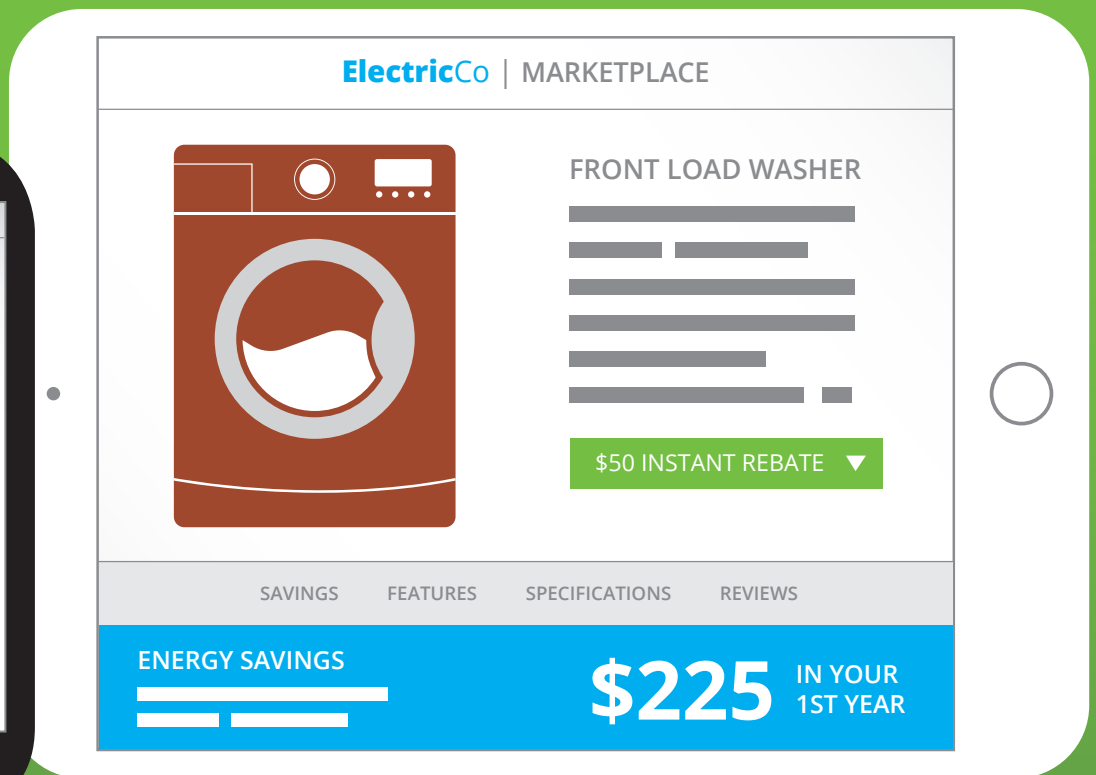 ElectricCo | MARKETPLACE
FRONT LOAD WASHER
$50 INSTANT REBATE
SAVINGS FEATURES SPECIFICATIONS REVIEWS
ENERGY SAVINGS
$225 IN YOUR
1ST YEAR